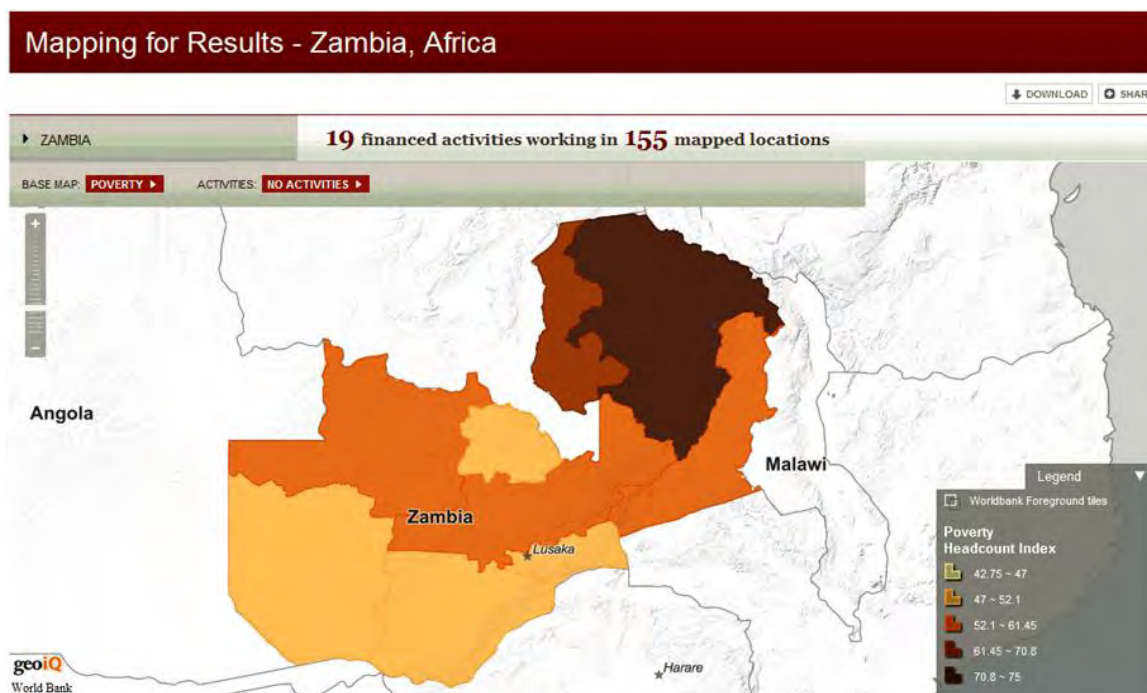 Mapping for Results - Zambia, Africa
DOWNLOAD
SHAR
ZAMBIA
19 financed activities working in 155 mapped locations
BASE MAP: POVERTY
ACTIVITIES: NO ACTIVITIES
+
-
Angola
Malawi
Zambia
Lusaka
Harare
Legend
Worldbank Foreground tiles
Poverty
Headcount Index
42.75 ~ 47
47 ~ 52.1
52.1 ~ 61.45
61.45 ~ 70.8
70.8 ~ 75
geoiQ
World Bank